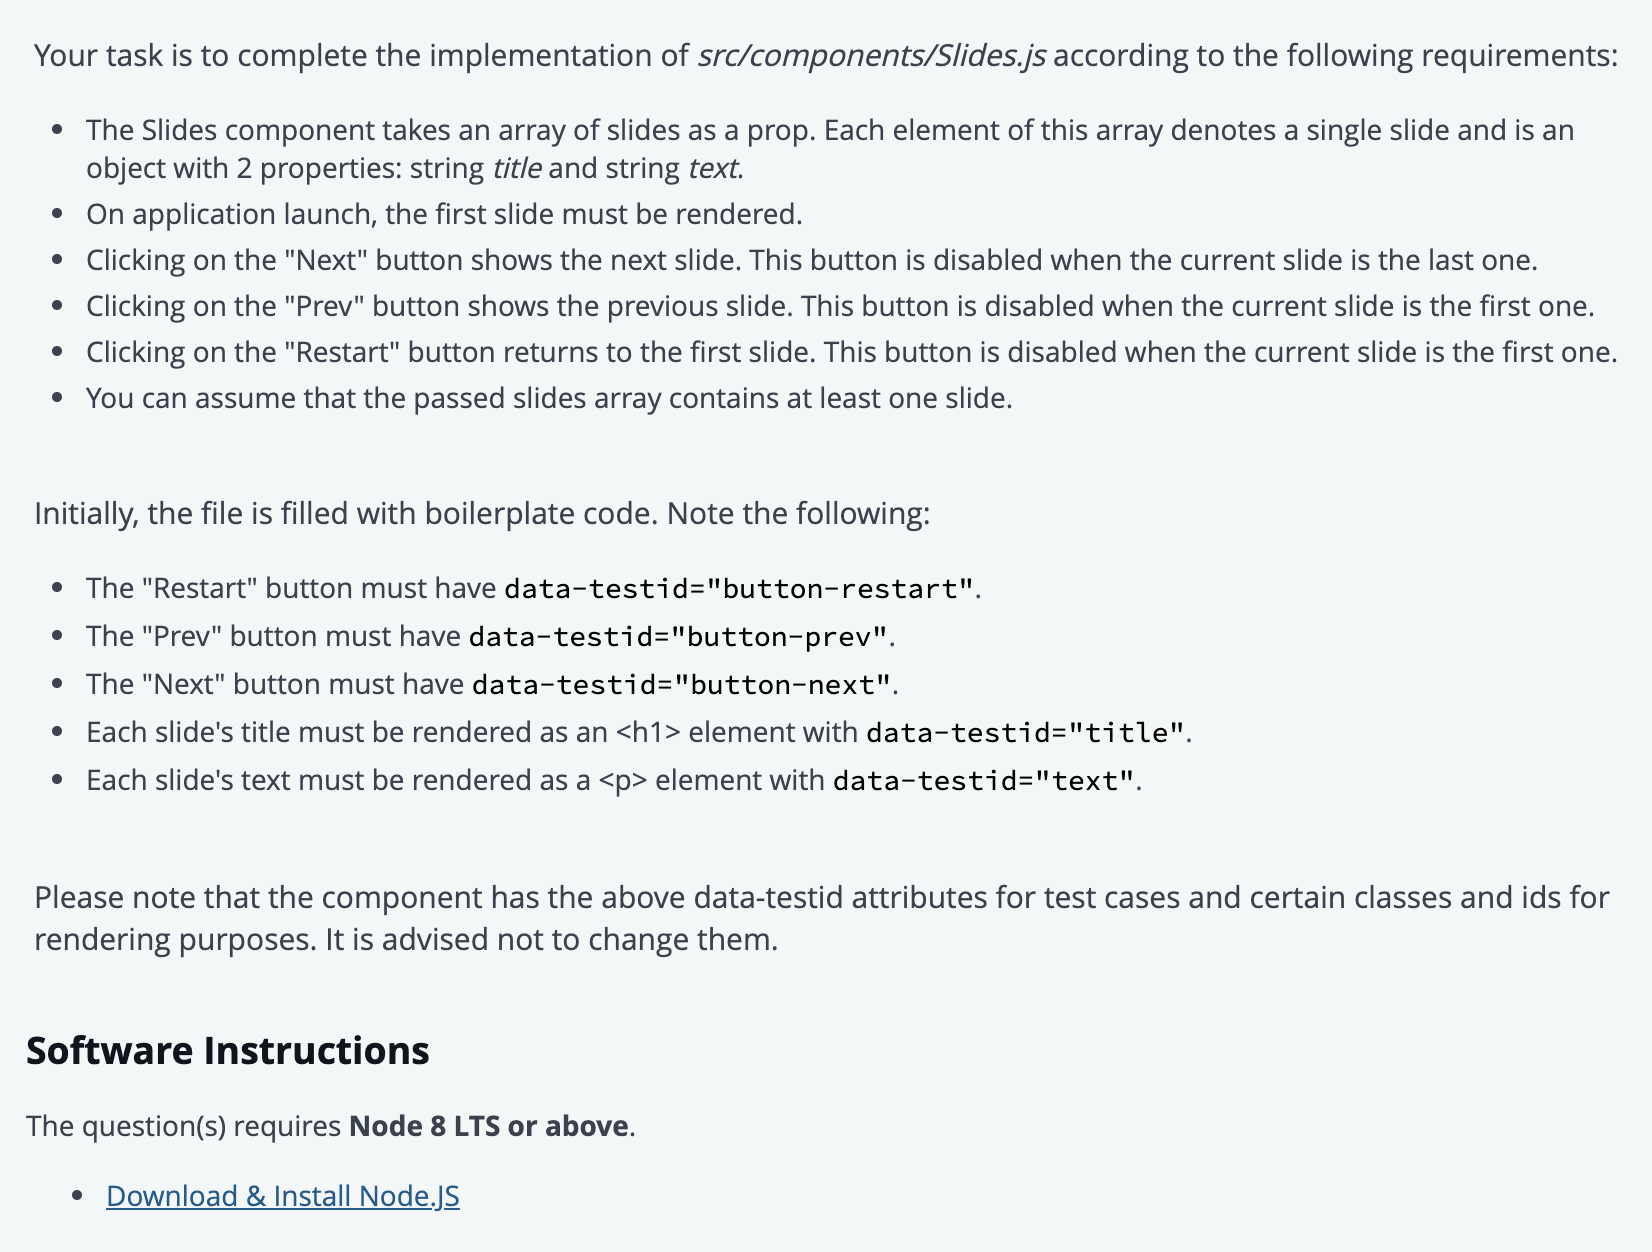 Your task is to complete the implementation of src/components/Slides.js according to the following requirements:
• The Slides component takes an array of slides as a prop. Each element of this array denotes a single slide and is an
object with 2 properties: string title and string text.
• On application launch, the first slide must be rendered.
• Clicking on the "Next" button shows the next slide. This button is disabled when the current slide is the last one.
• Clicking on the "Prev" button shows the previous slide. This button is disabled when the current slide is the first one.
• Clicking on the "Restart" button returns to the first slide. This button is disabled when the current slide is the first one.
• You can assume that the passed slides array contains at least one slide.
Initially, the file is filled with boilerplate code. Note the following:
• The "Restart" button must have data-testid="button-restart".
• The "Prev" button must have data-testid="button-prev".
• The "Next" button must have data-testid="button-next".
• Each slide's title must be rendered as an <h1> element with data-testid="title".
• Each slide's text must be rendered as a <p> element with data-testid="text".
Please note that the component has the above data-testid attributes for test cases and certain classes and ids for
rendering purposes. It is advised not to change them.
Software Instructions
The question(s) requires Node 8 LTS or above.
• Download & Install Node.JS